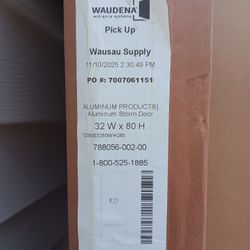 WAUDENA
entrance systems
Pick Up
Wausau Supply
11/10/2025 2:30:49 PM
PO #: 7007061151
ALUMINUM PRODUCTS|
Aluminum Storm Door
32 W x 80 H
788056-002-00
1-800-525-1885
KD